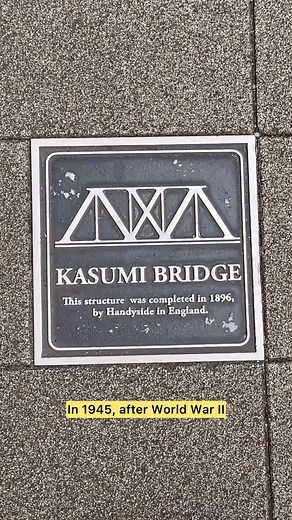 KASUMI BRIDGE
This structure was completed in 1896,
by Handyside in England.
In 1945, after World War II